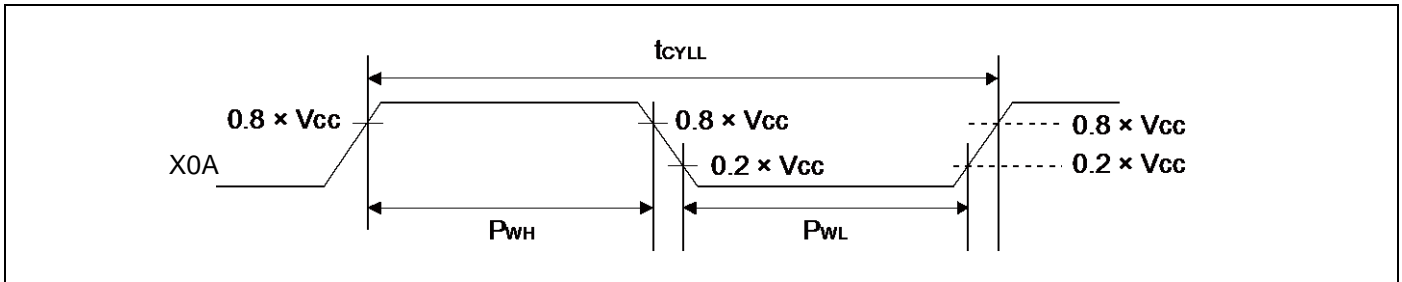 tCYLL
0.8 × Vcc
0.8 × Vcc
0.8 × Vcc
X0A
0.2 × Vcc
0.2 × Vcc
PWH
PWL